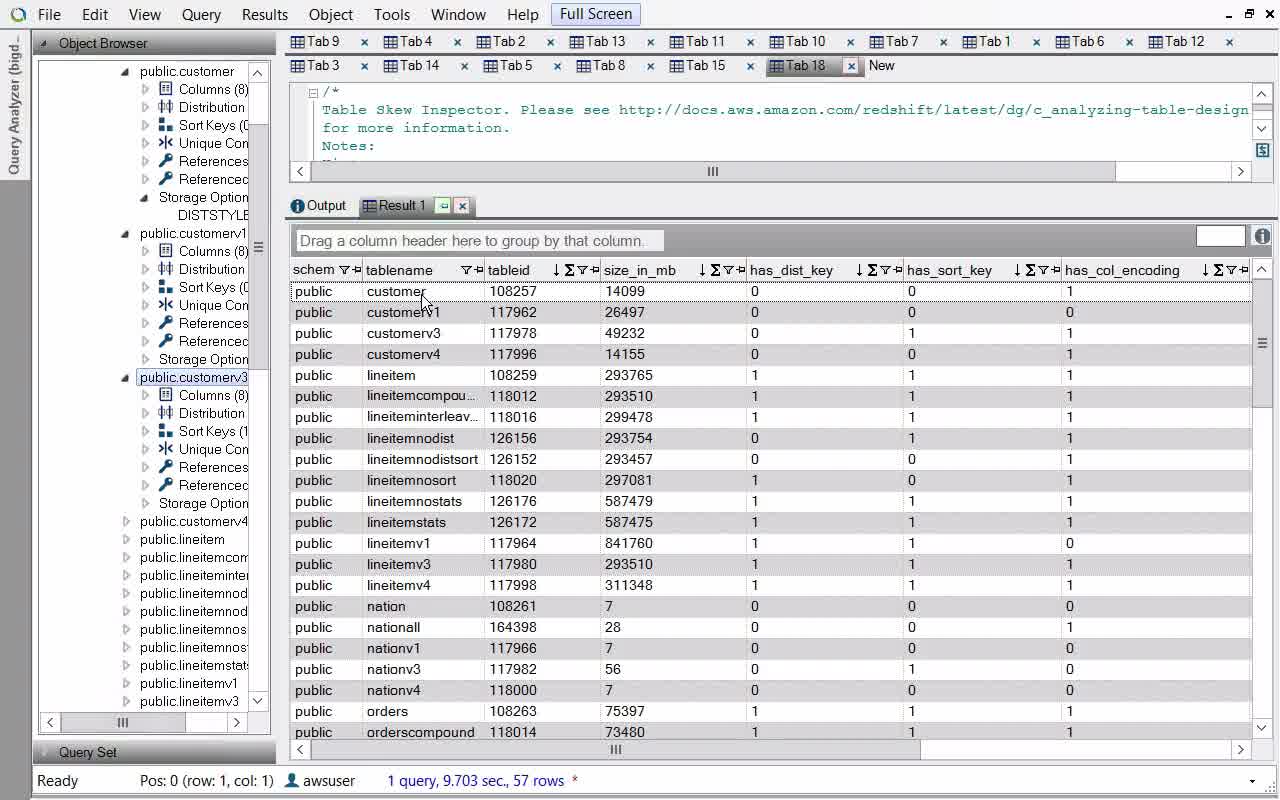 File Edit View Query Results Object Tools Window Help Full Screen
Query Analyzer (bigd..
Object Browser
public.customer
Columns (8)
Distribution
Sort Keys (0
Unique Con
References
Referenced
Storage Option
DISTSTYLE
public.customerv1
Columns (8)
Distribution
Sort Keys (
Unique Con
References
Referenced
Storage Option
public.customerv3
Columns (8)
Distribution
Sort Keys (1
Unique Con
References
Referenced
Storage Option
public.customerv4
public.lineitem
public.lineitemcom
public.lineiteminter
public.lineitemnod
public.lineitemnod
public.lineitemnos
public.lineitemnos
public.lineitemstats
public.lineitemv1
public.lineitemv3
Query Set
Tab 9 Tab 4 Tab 2 Tab 13 Tab 11 Tab 10 Tab 7 Tab 1 Tab 6 Tab 12
Tab 3 Tab 14 Tab 5 Tab 8 Tab 15 Tab 18 New
/*
Table Skew Inspector. Please see http://docs.aws.amazon.com/redshift/latest/dg/c_analyzing-table-design
for more information.
Notes:
Output Result 1
Drag a column header here to group by that column.
schem tablename tableid size_in_mb has_dist_key has_sort_key has_col_encoding
public customer 108257 14099 0 0 1
public customerv1 117962 26497 0 0 0
public customerv3 117978 49232 0 1 1
public customerv4 117996 14155 0 0 1
public lineitem 108259 293765 1 1 1
public lineitemcompou... 118012 293510 1 1 1
public lineiteminterleav... 118016 299478 1 1 1
public lineitemnodist 126156 293754 0 1 1
public lineitemnodistsort 126152 293457 0 0 1
public lineitemnosort 118020 297081 1 0 1
public lineitemnostats 126176 587479 1 1 1
public lineitemstats 126172 587475 1 1 1
public lineitemv1 117964 841760 1 1 0
public lineitemv3 117980 293510 1 1 1
public lineitemv4 117998 311348 1 1 1
public nation 108261 7 0 0 0
public nationall 164398 28 0 0 1
public nationv1 117966 7 0 0 0
public nationv3 117982 56 0 1 0
public nationv4 118000 7 0 0 0
public orders 108263 75397 1 1 1
public orderscompound 118014 73480 1 1 1
Ready Pos: 0 (row: 1, col: 1) awsuser 1 query, 9.703 sec., 57 rows *